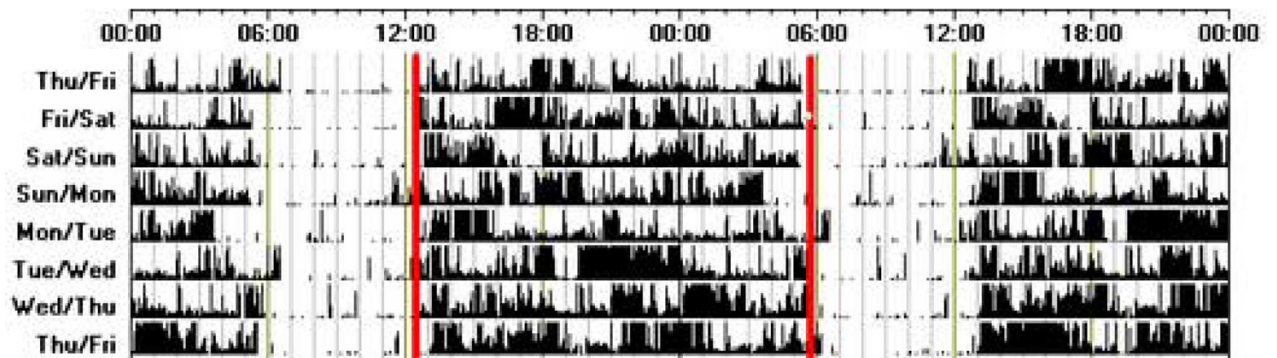 00:00 06:00 12:00 18:00 00:00 06:00 12:00 18:00 00:00
Thu/Fri
Fri/Sat
Sat/Sun
Sun/Mon
Mon/Tue
Tue/Wed
Wed/Thu
Thu/Fri